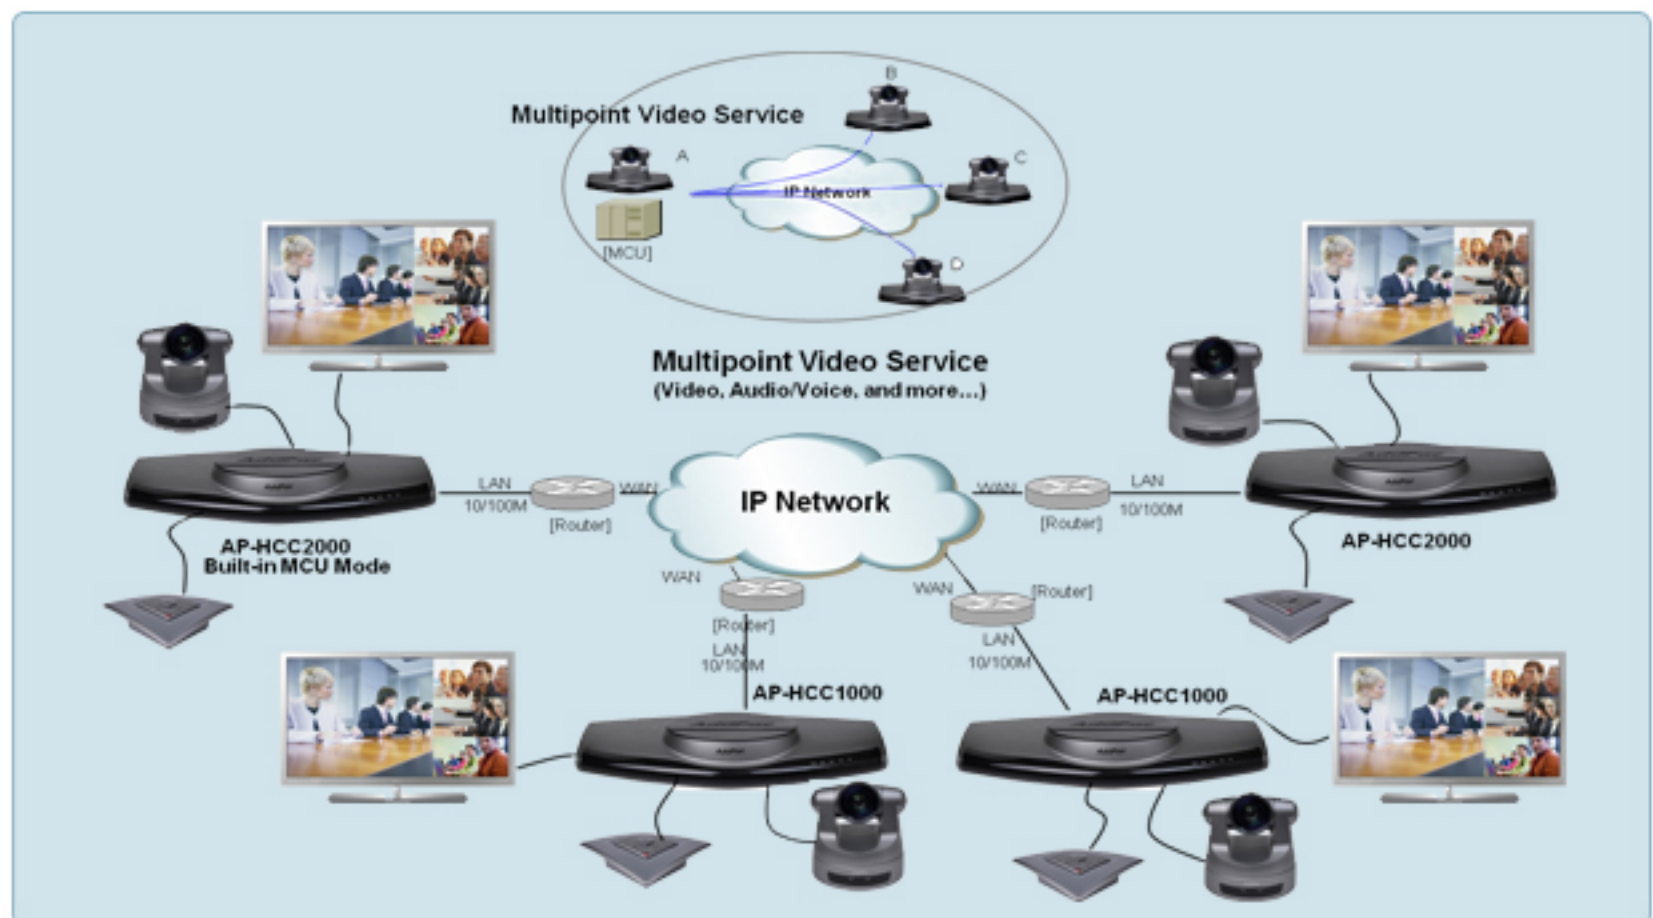 B
Multipoint Video Service
A
C
IP Network
[MCU]
D
Multipoint Video Service
(Video, Audio/Voice, and more...)
LAN
10/100M
WAN
[Router]
IP Network
WAN
LAN
10/100M
[Router]
AP-HCC2000
Built-in MCU Mode
AP-HCC2000
WAN
[Router]
LAN
10/100M
WAN
[Router]
LAN
10/100M
AP-HCC1000
AP-HCC1000